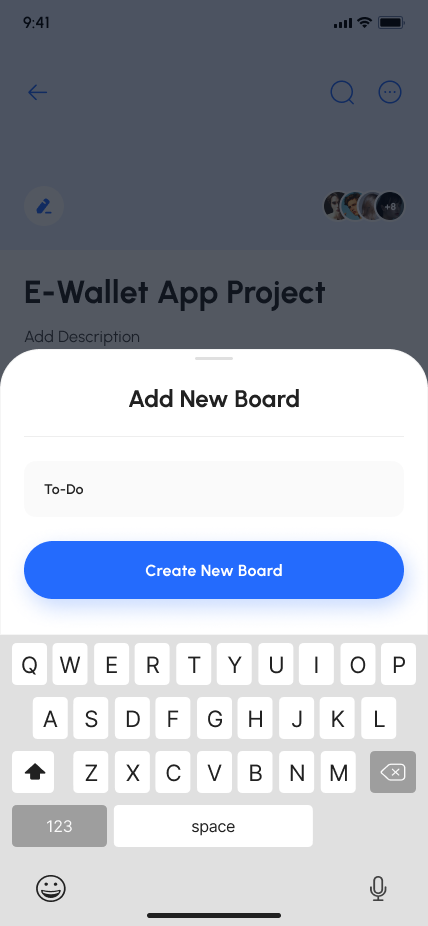 9:41
+8
E-Wallet App Project
Add Description
Add New Board
To-Do
Create New Board
Q W E R T Y U I O P
A S D F G H J K L
Z X C V B N M
123 space